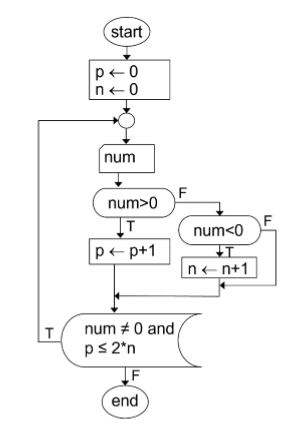 start
p ← 0
n ← 0
num
num>0
F
T
num<0
F
T
p ← p+1
n ← n+1
num ≠ 0 and
p ≤ 2*n
T
F
end